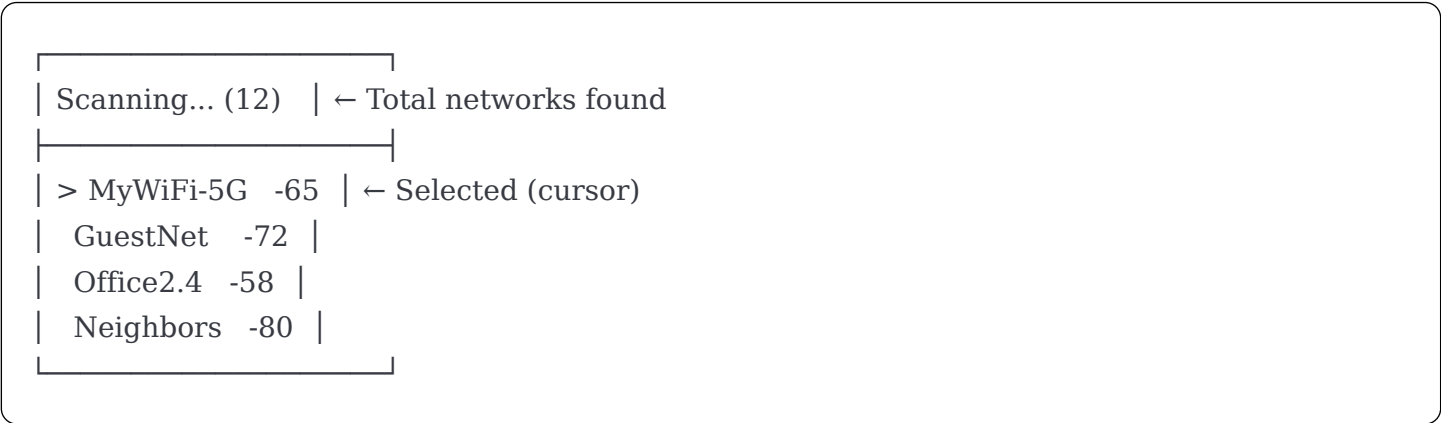 ┌─────────────────────┐
│ Scanning... (12)   │ ← Total networks found
├─────────────────────┤
│ > MyWiFi-5G   -65  │ ← Selected (cursor)
│   GuestNet    -72  │
│   Office2.4   -58  │
│   Neighbors   -80  │
└─────────────────────┘